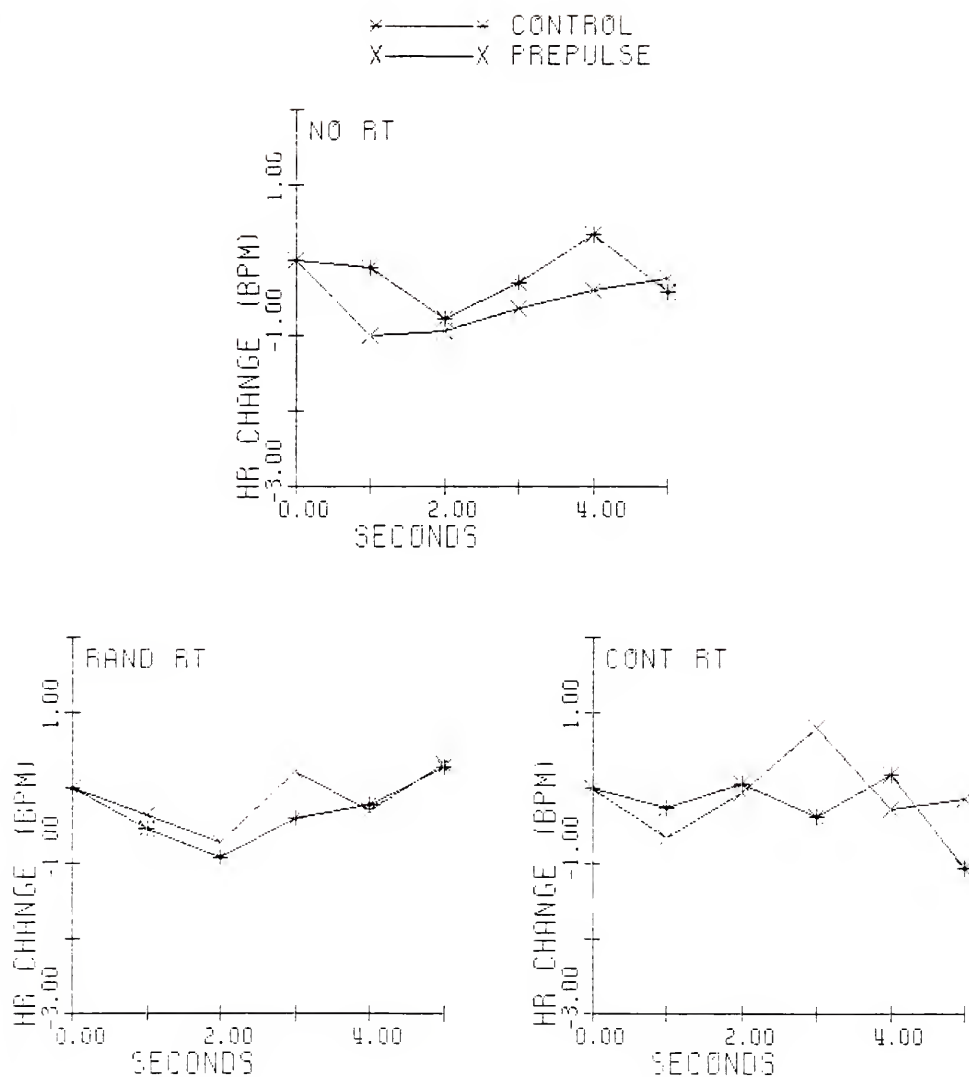 CONTROL
PREPULSE
NO RT
HR CHANGE (BPM)
1.00
-1.00
-3.00
0.00 2.00 4.00
SECONDS
RAND RT
HR CHANGE (BPM)
1.00
-1.00
-3.00
0.00 2.00 4.00
SECONDS
CONT RT
HR CHANGE (BPM)
1.00
-1.00
-3.00
0.00 2.00 4.00
SECONDS